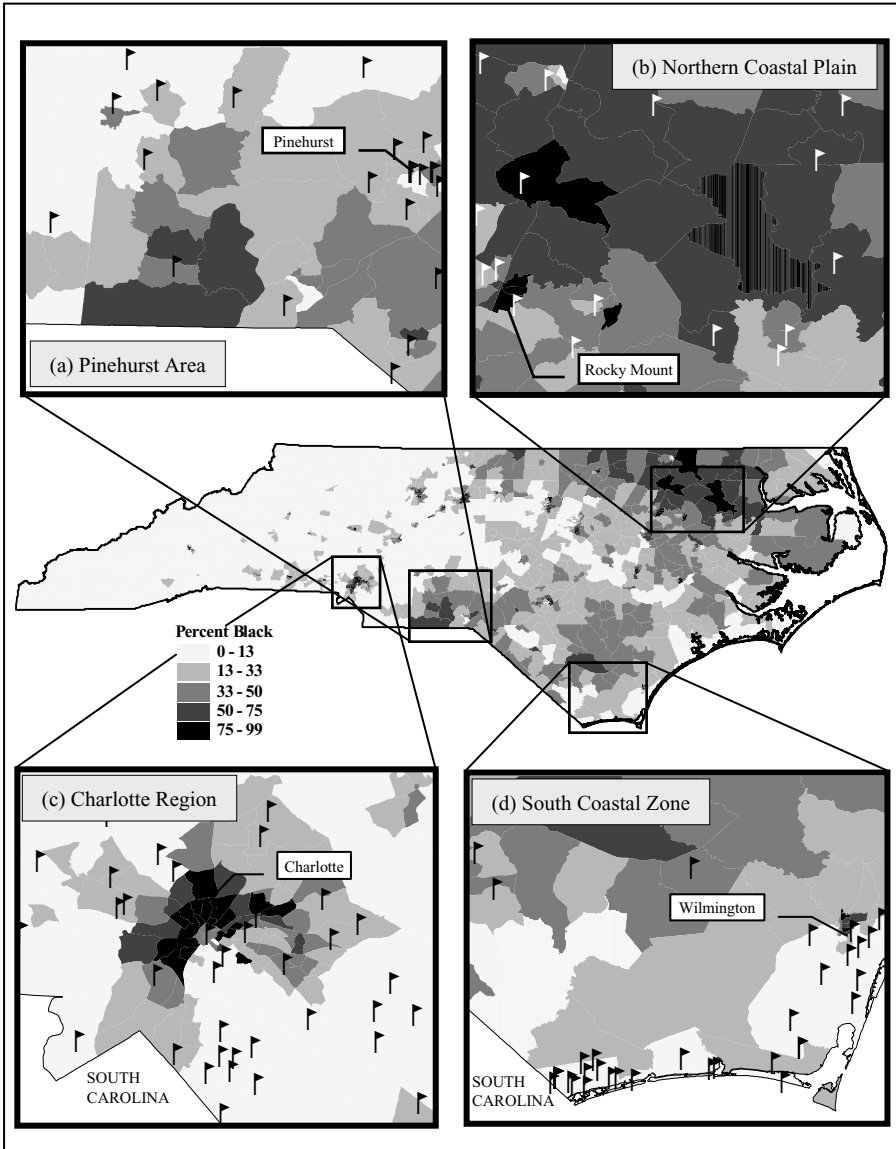 (b) Northern Coastal Plain
Pinehurst
(a) Pinehurst Area
Rocky Mount
Percent Black
0 - 13
13 - 33
33 - 50
50 - 75
75 - 99
(c) Charlotte Region
Charlotte
SOUTH
CAROLINA
(d) South Coastal Zone
Wilmington
SOUTH
CAROLINA